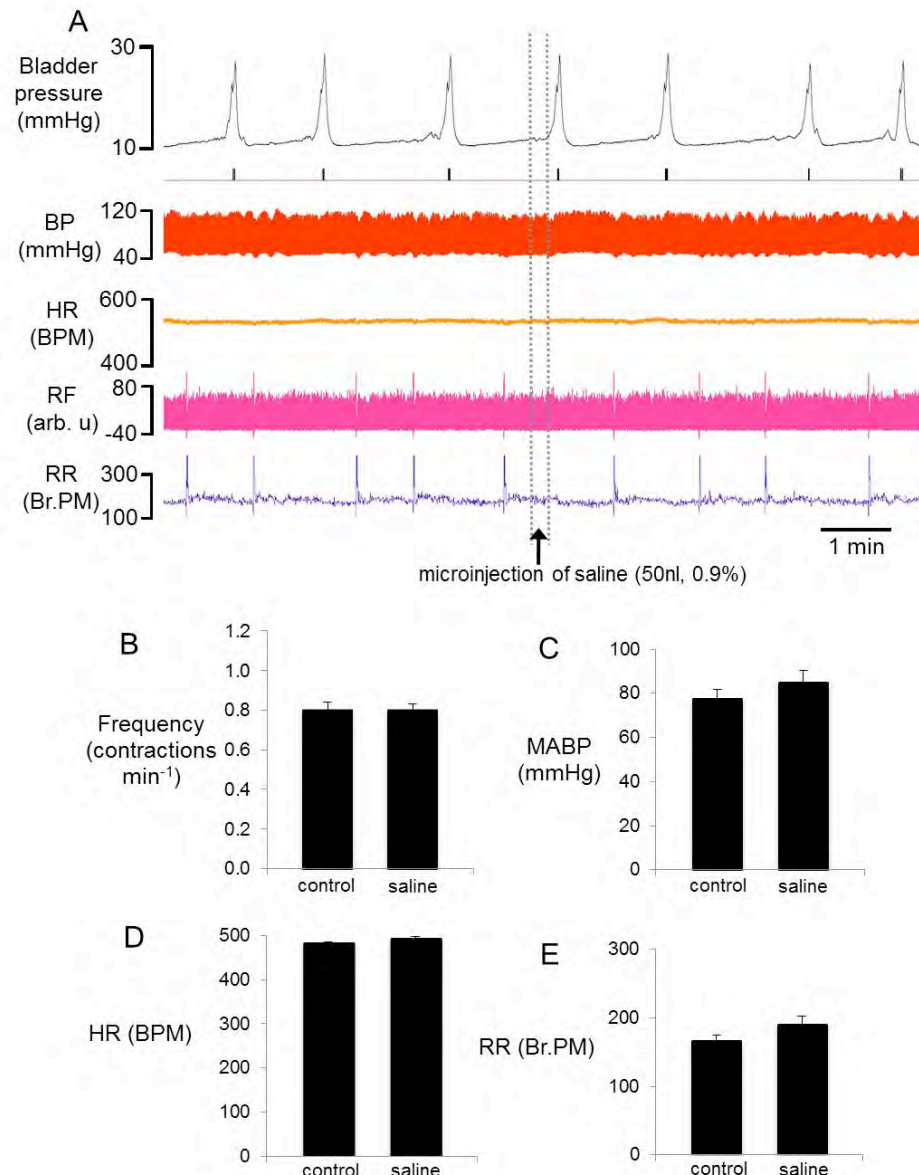 A
30
Bladder
pressure
(mmHg)
10
120
BP
(mmHg)
40
600
HR
(BPM)
400
80
RF
(arb. u)
-40
300
RR
(Br.PM)
100
1 min
microinjection of saline (50nl, 0.9%)
B
1.2
1.0
0.8
Frequency
(contractions
min⁻¹)
0.6
0.4
0.2
0.0
control saline
C
100
80
MABP
(mmHg)
60
40
20
0
control saline
D
500
400
HR (BPM)
300
200
100
0
control saline
E
300
200
RR (Br.PM)
100
0
control saline